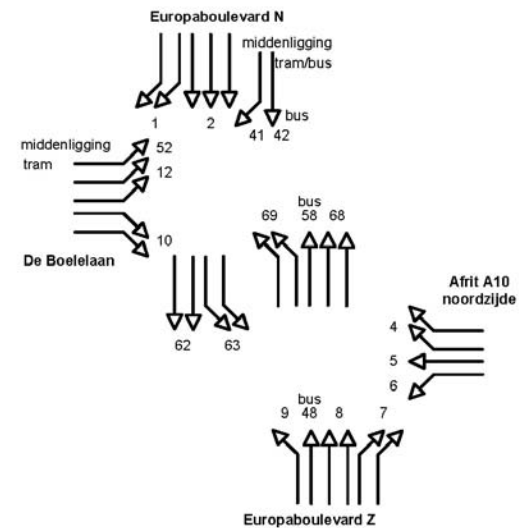 Europaboulevard N
middenligging
tram/bus
1
2
bus
41
42
middenligging
52
tram
12
10
De Boelelaan
bus
69
58
68
62
63
Afrit A10
noordzijde
4
5
6
bus
9
48
8
7
Europaboulevard Z